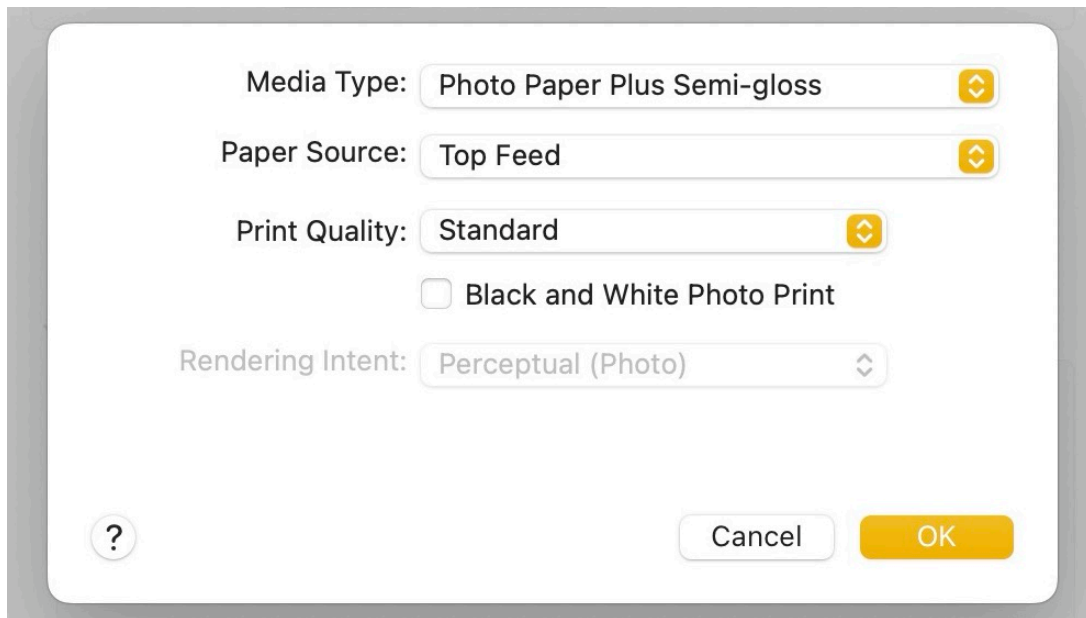 Media Type: Photo Paper Plus Semi-gloss
Paper Source: Top Feed
Print Quality: Standard
Black and White Photo Print
Rendering Intent: Perceptual (Photo)
? Cancel OK